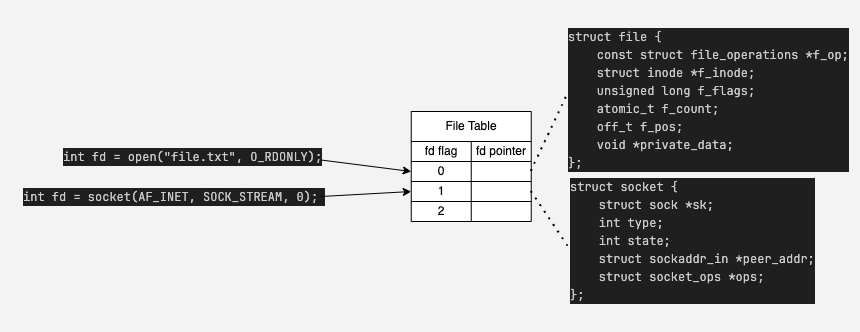 int fd = open("file.txt", O_RDONLY);
int fd = socket(AF_INET, SOCK_STREAM, 0);
File Table
fd flag fd pointer
0
1
2
struct file {
    const struct file_operations *f_op;
    struct inode *f_inode;
    unsigned long f_flags;
    atomic_t f_count;
    off_t f_pos;
    void *private_data;
};
struct socket {
    struct sock *sk;
    int type;
    int state;
    struct sockaddr_in *peer_addr;
    struct socket_ops *ops;
};